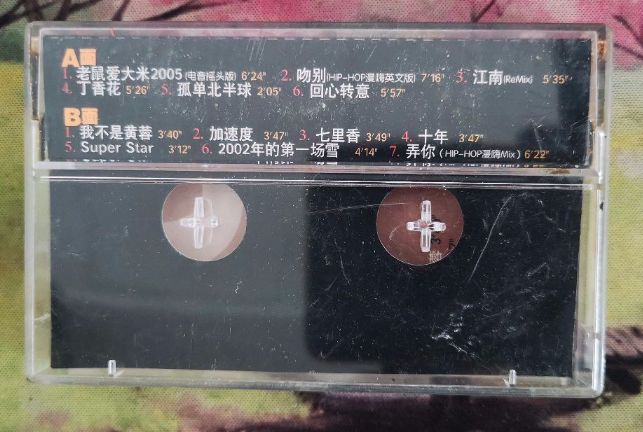 A面
1. 老鼠爱大米2005(电音摇头版) 6'24" 2. 吻别(HIP-HOP漫嗨英文版) 7'16" 3. 江南(ReMix) 5'35"
4. 丁香花 5'26" 5. 孤单北半球 2'05" 6. 回心转意 5'57"
B面
1. 我不是黄蓉 3'40" 2. 加速度 3'47" 3. 七里香 3'49" 4. 十年 3'47"
5. Super Star 3'12" 6. 2002年的第一场雪 4'14" 7. 弄你(HIP-HOP漫嗨Mix) 6'22"